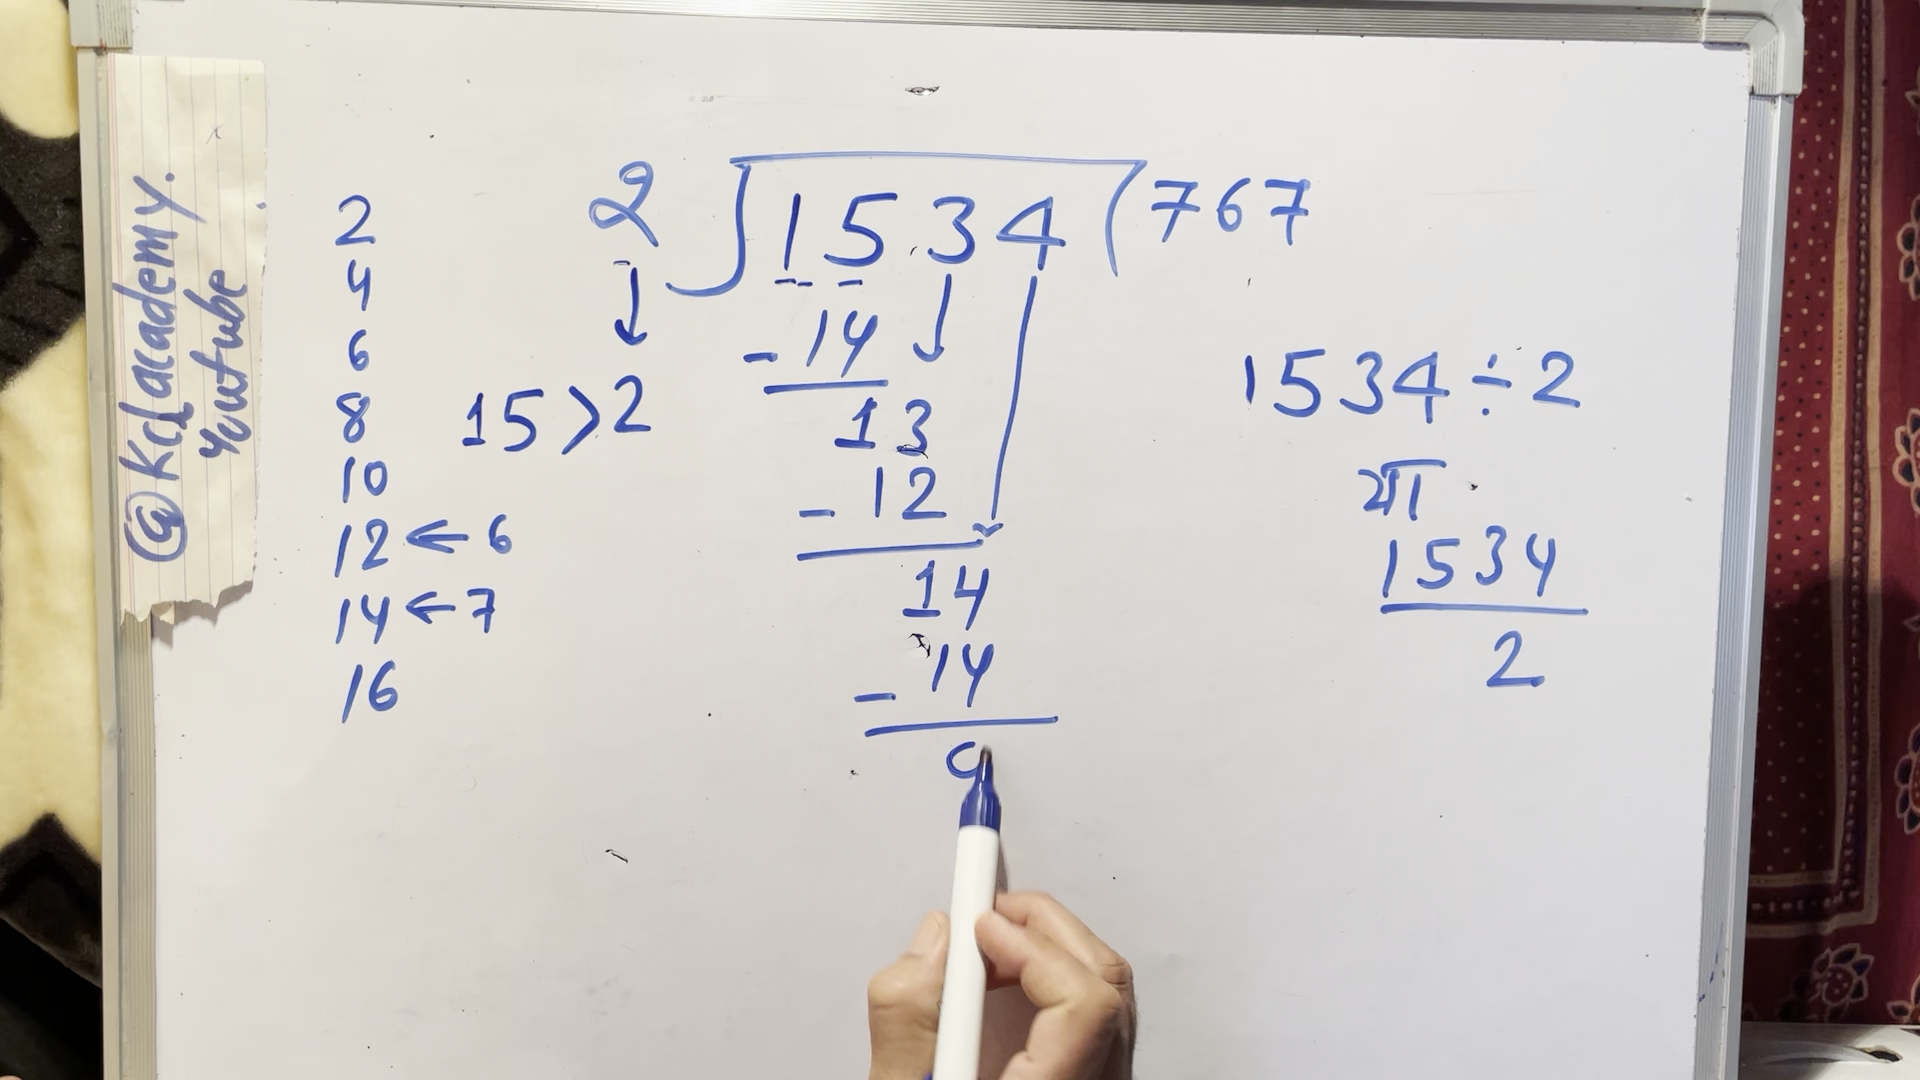 @kclacademy.
Youtube
2
4
6
8
10
12 ← 6
14 ← 7
16
15 > 2
2 1534 ( 767
- 14
13
- 12
14
- 14
0
1534 ÷ 2
या
1534
2